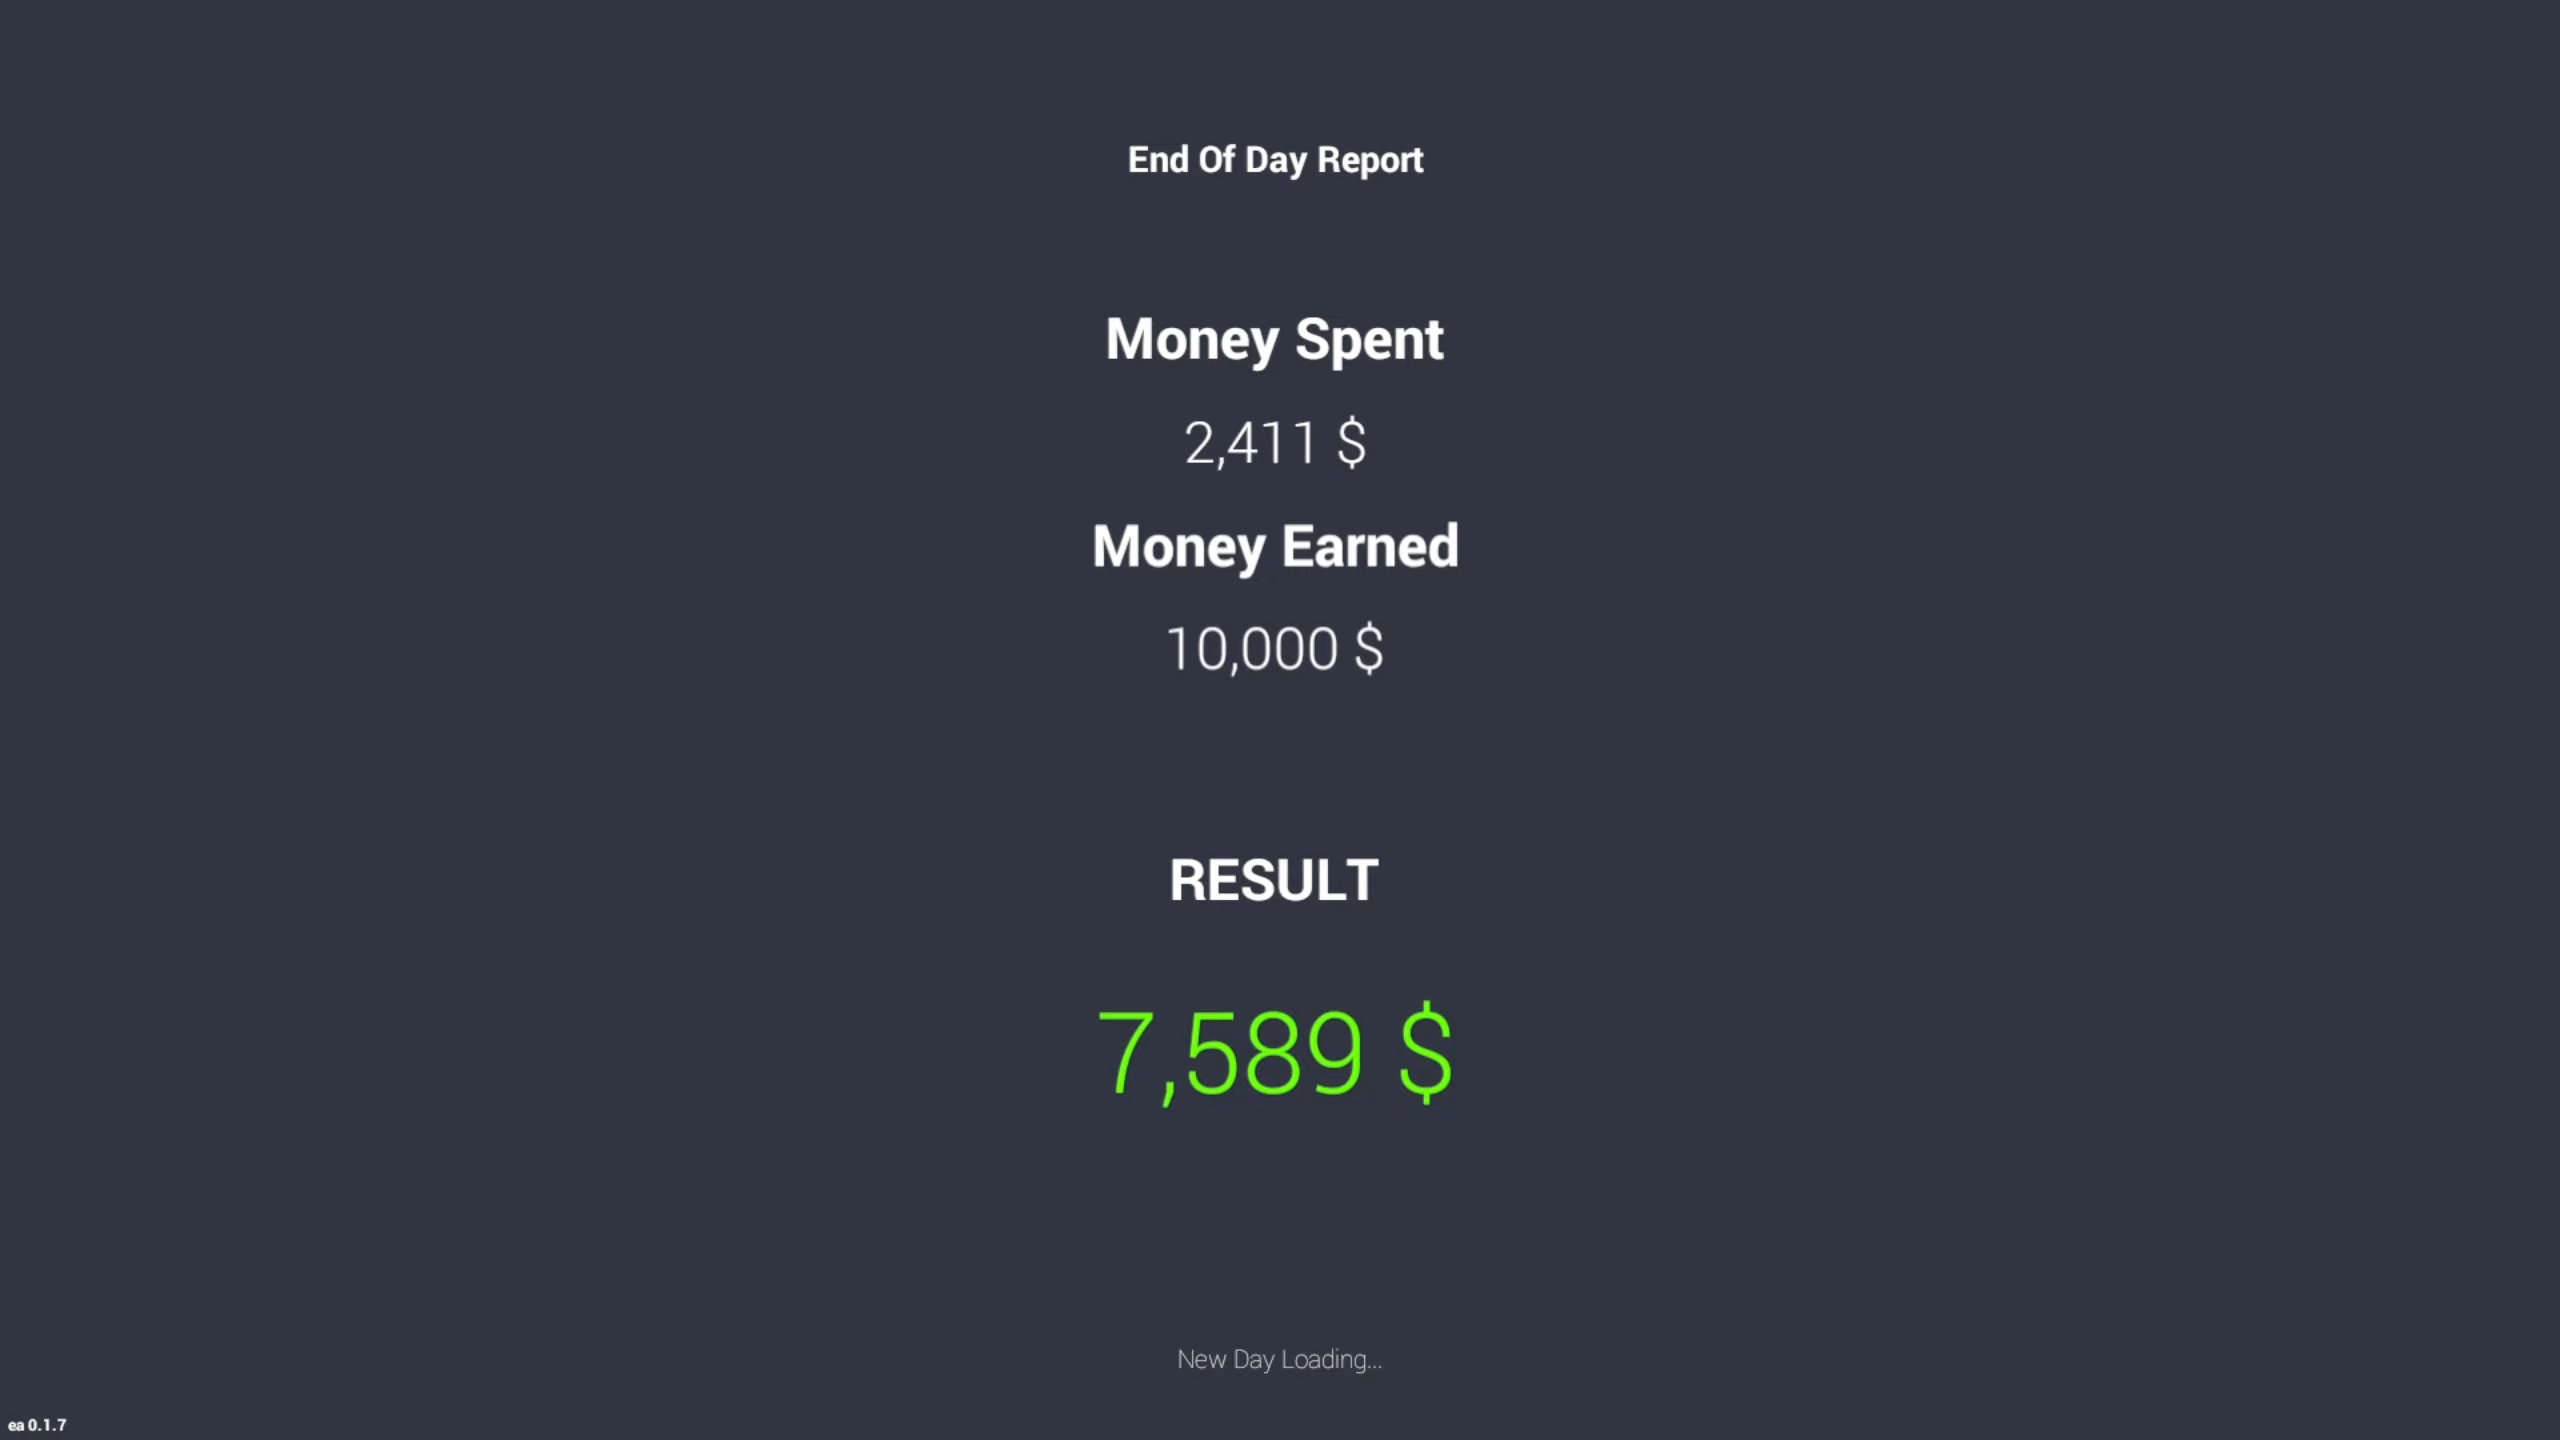 End Of Day Report
Money Spent
2,411 $
Money Earned
10,000 $
RESULT
7,589 $
New Day Loading...
ea 0.1.7